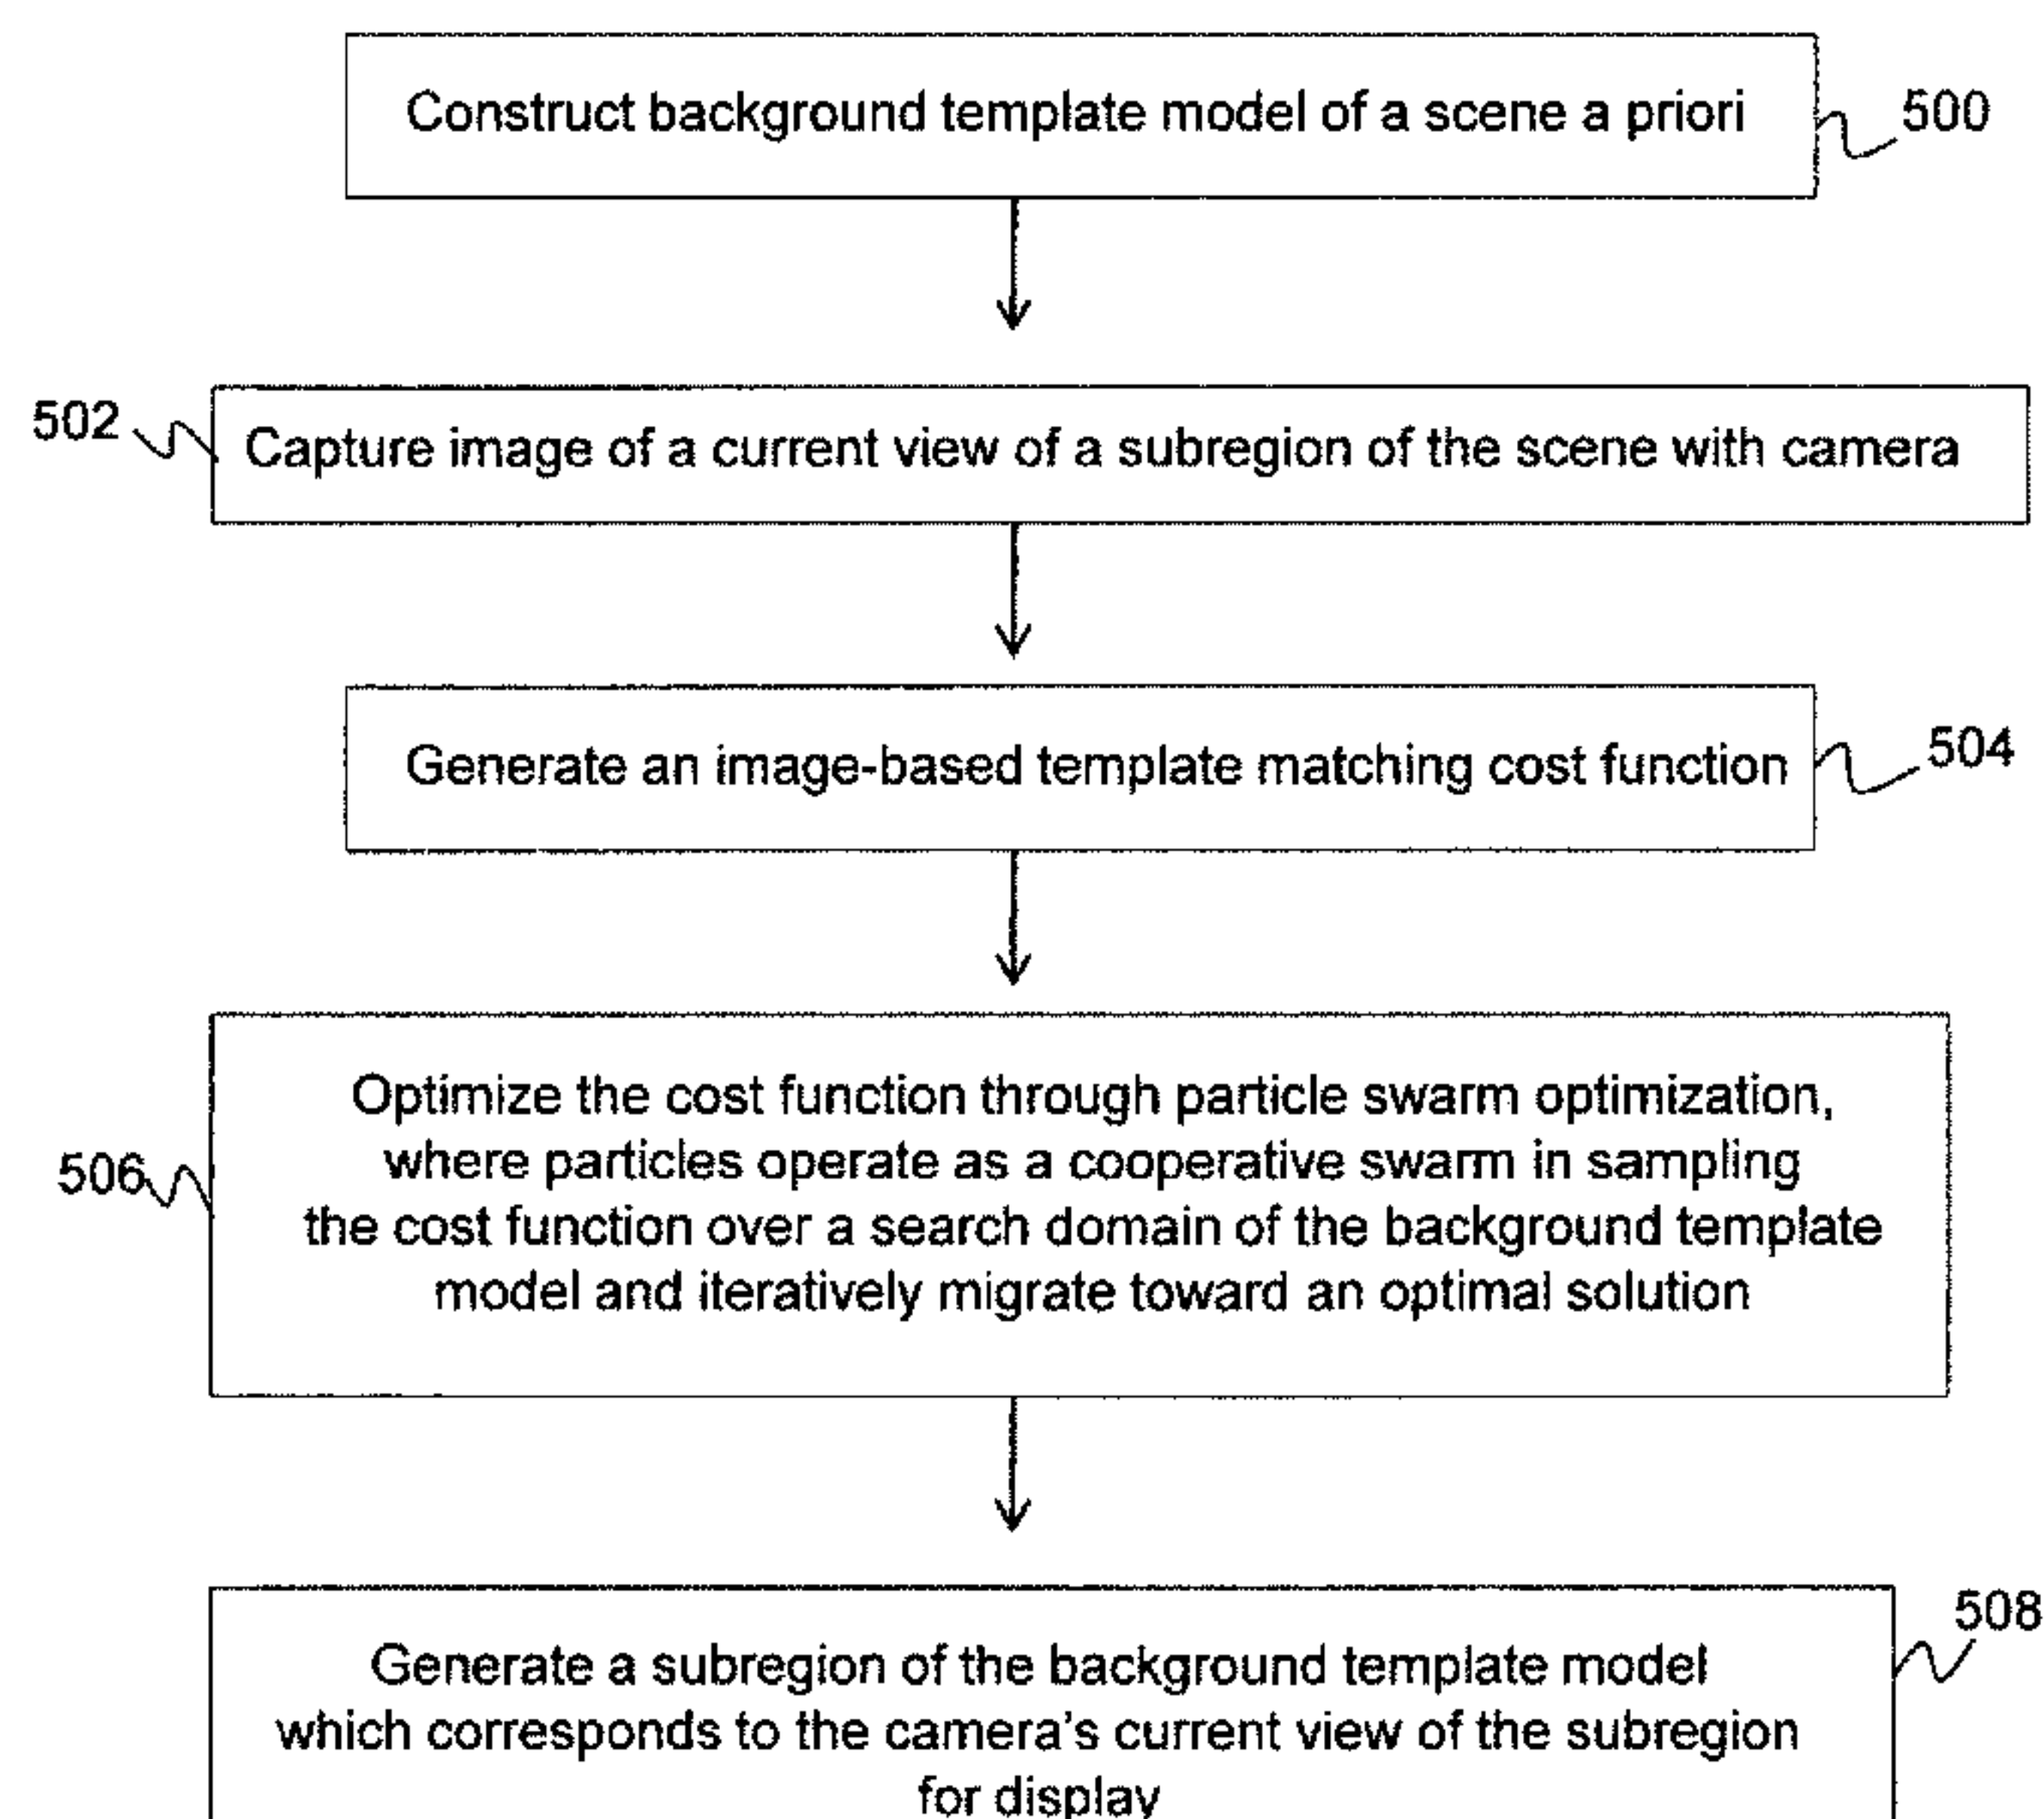 Construct background template model of a scene a priori
500
502
Capture image of a current view of a subregion of the scene with camera
Generate an image-based template matching cost function
504
Optimize the cost function through particle swarm optimization,
where particles operate as a cooperative swarm in sampling
the cost function over a search domain of the background template
model and iteratively migrate toward an optimal solution
506
508
Generate a subregion of the background template model
which corresponds to the camera's current view of the subregion
for display